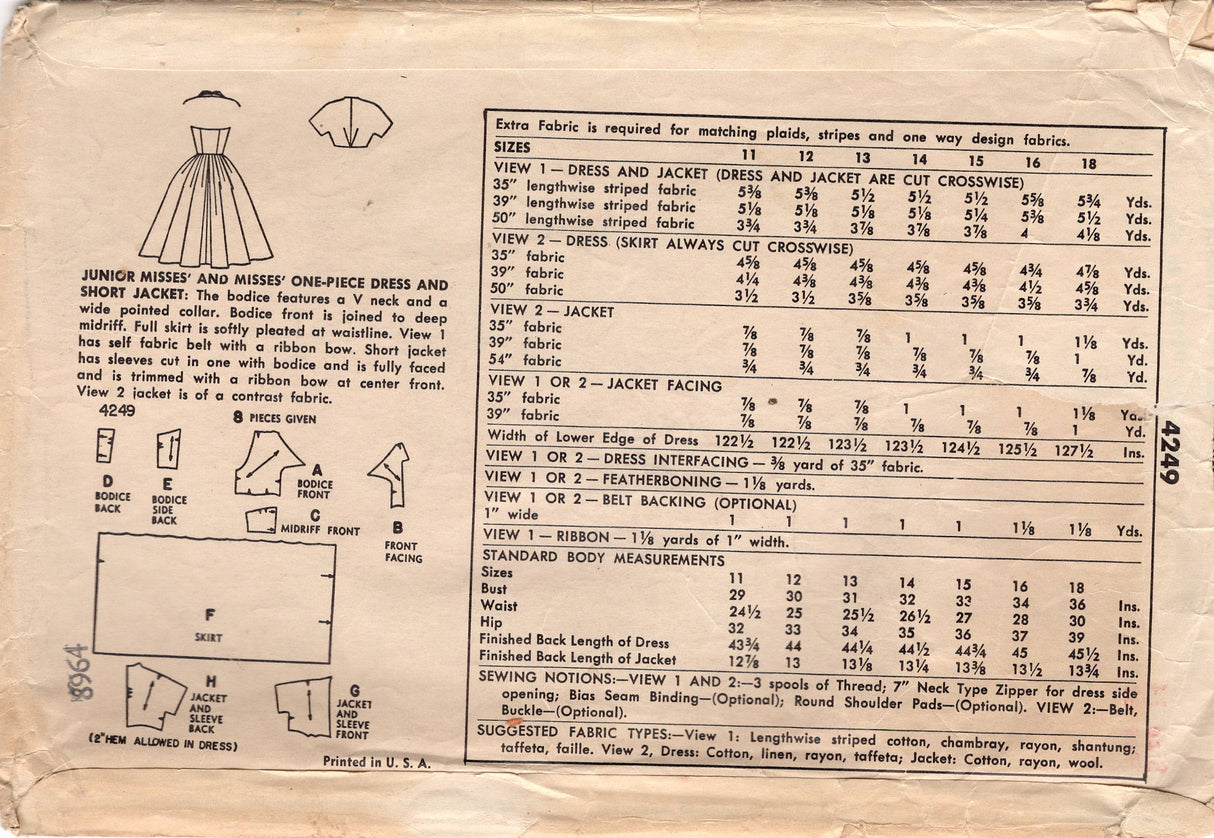 JUNIOR MISSES' AND MISSES' ONE-PIECE DRESS AND
SHORT JACKET: The bodice features a V neck and a
wide pointed collar. Bodice front is joined to deep
midriff. Full skirt is softly pleated at waistline. View 1
has self fabric belt with a ribbon bow. Short jacket
has sleeves cut in one with bodice and is fully faced
and is trimmed with a ribbon bow at center front.
View 2 jacket is of a contrast fabric.
4249
8 PIECES GIVEN
D
BODICE
BACK
E
BODICE
SIDE
BACK
A
BODICE
FRONT
C
MIDRIFF FRONT
B
FRONT
FACING
F
SKIRT
8964
H
JACKET
AND
SLEEVE
BACK
G
JACKET
AND
SLEEVE
FRONT
(2"HEM ALLOWED IN DRESS)
Printed in U. S. A.
Extra Fabric is required for matching plaids, stripes and one way design fabrics.
SIZES 11 12 13 14 15 16 18
VIEW 1 — DRESS AND JACKET (DRESS AND JACKET ARE CUT CROSSWISE)
35" lengthwise striped fabric 5⅜ 5⅜ 5½ 5½ 5½ 5⅝ 5¾ Yds.
39" lengthwise striped fabric 5⅛ 5⅛ 5⅛ 5⅛ 5¼ 5⅜ 5½ Yds.
50" lengthwise striped fabric 3¾ 3¾ 3⅞ 3⅞ 3⅞ 4 4⅛ Yds.
VIEW 2 — DRESS (SKIRT ALWAYS CUT CROSSWISE)
35" fabric 4⅝ 4⅝ 4⅝ 4⅝ 4⅝ 4¾ 4⅞ Yds.
39" fabric 4¼ 4⅜ 4⅜ 4⅜ 4⅜ 4½ 4⅝ Yds.
50" fabric 3½ 3½ 3⅝ 3⅝ 3⅝ 3⅝ 3¾ Yds.
VIEW 2 — JACKET
35" fabric ⅞ ⅞ ⅞ 1 1 1 1⅛ Yds.
39" fabric ⅞ ⅞ ⅞ ⅞ ⅞ ⅞ 1 Yd.
54" fabric ¾ ¾ ¾ ¾ ¾ ¾ ⅞ Yd.
VIEW 1 OR 2 — JACKET FACING
35" fabric ⅞ ⅞ ⅞ 1 1 1 1⅛
39" fabric ⅞ ⅞ ⅞ ⅞ ⅞ ⅞ 1 Yd.
Width of Lower Edge of Dress 122½ 122½ 123½ 123½ 124½ 125½ 127½ Ins.
VIEW 1 OR 2 — DRESS INTERFACING — ⅜ yard of 35" fabric.
VIEW 1 OR 2 — FEATHERBONING — 1⅛ yards.
VIEW 1 OR 2 — BELT BACKING (OPTIONAL)
1" wide 1 1 1 1 1 1⅛ 1⅛ Yds.
VIEW 1 — RIBBON — 1⅛ yards of 1" width.
STANDARD BODY MEASUREMENTS
Sizes 11 12 13 14 15 16 18
Bust 29 30 31 32 33 34 36 Ins.
Waist 24½ 25 25½ 26½ 27 28 30 Ins.
Hip 32 33 34 35 36 37 39 Ins.
Finished Back Length of Dress 43¾ 44 44¼ 44½ 44¾ 45 45½ Ins.
Finished Back Length of Jacket 12⅞ 13 13⅛ 13¼ 13⅜ 13½ 13¾ Ins.
SEWING NOTIONS:—VIEW 1 AND 2:—3 spools of Thread; 7" Neck Type Zipper for dress side
opening; Bias Seam Binding—(Optional); Round Shoulder Pads—(Optional). VIEW 2:—Belt,
Buckle—(Optional).
SUGGESTED FABRIC TYPES:—View 1: Lengthwise striped cotton, chambray, rayon, shantung;
taffeta, faille. View 2, Dress: Cotton, linen, rayon, taffeta; Jacket: Cotton, rayon, wool.
4249